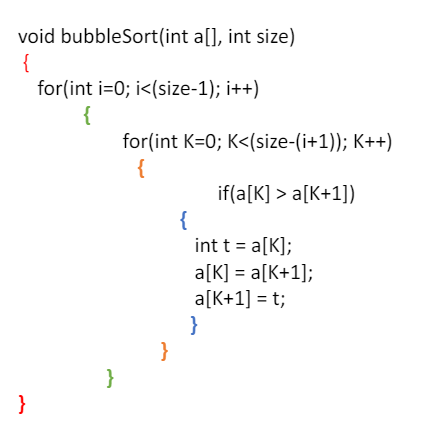 void bubbleSort(int a[], int size)
{
for(int i=0; i<(size-1); i++)
{
for(int K=0; K<(size-(i+1)); K++)
{
if(a[K] > a[K+1])
{
int t = a[K];
a[K] = a[K+1];
a[K+1] = t;
}
}
}
}